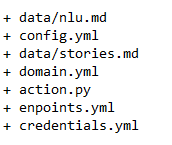 + data/nlu.md
+ config.yml
+ data/stories.md
+ domain.yml
+ action.py
+ enpoints.yml
+ credentials.yml